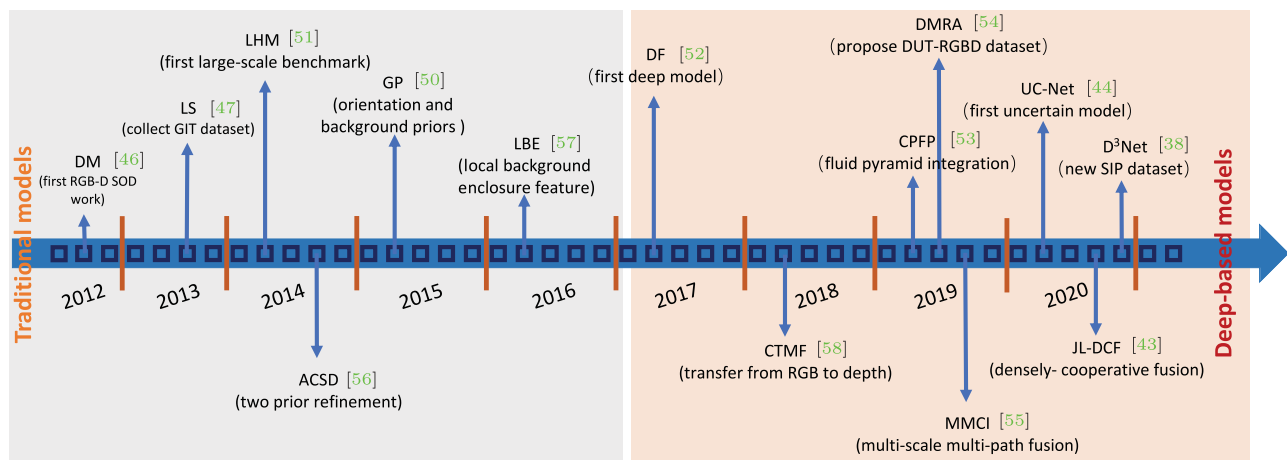 Traditional models
DM [46]
(first RGB-D SOD
work)
LS [47]
(collect GIT dataset)
LHM [51]
(first large-scale benchmark)
GP [50]
(orientation and
background priors )
LBE [57]
(local background
enclosure feature)
DF [52]
(first deep model)
DMRA [54]
(propose DUT-RGBD dataset)
CPFP [53]
(fluid pyramid integration)
UC-Net [44]
(first uncertain model)
D³Net [38]
(new SIP dataset)
2012
2013
2014
2015
2016
2017
2018
2019
2020
ACSD [56]
(two prior refinement)
CTMF [58]
(transfer from RGB to depth)
MMCI [55]
(multi-scale multi-path fusion)
JL-DCF [43]
(densely- cooperative fusion)
Deep-based models